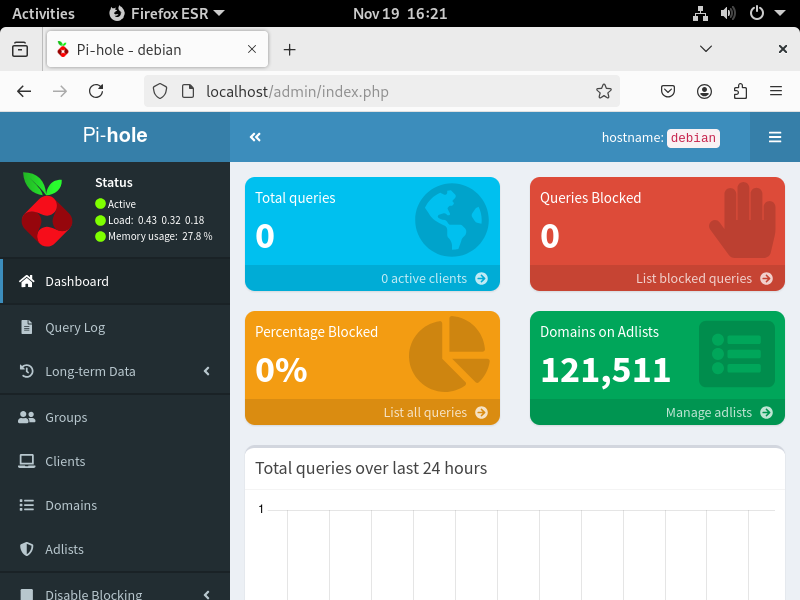 Activities Firefox ESR Nov 19 16:21
Pi-hole - debian
localhost/admin/index.php
Pi-hole
hostname: debian
Status
Active
Load: 0.43 0.32 0.18
Memory usage: 27.8 %
Dashboard
Query Log
Long-term Data
Groups
Clients
Domains
Adlists
Disable Blocking
Total queries
0
0 active clients
Queries Blocked
0
List blocked queries
Percentage Blocked
0%
List all queries
Domains on Adlists
121,511
Manage adlists
Total queries over last 24 hours
1